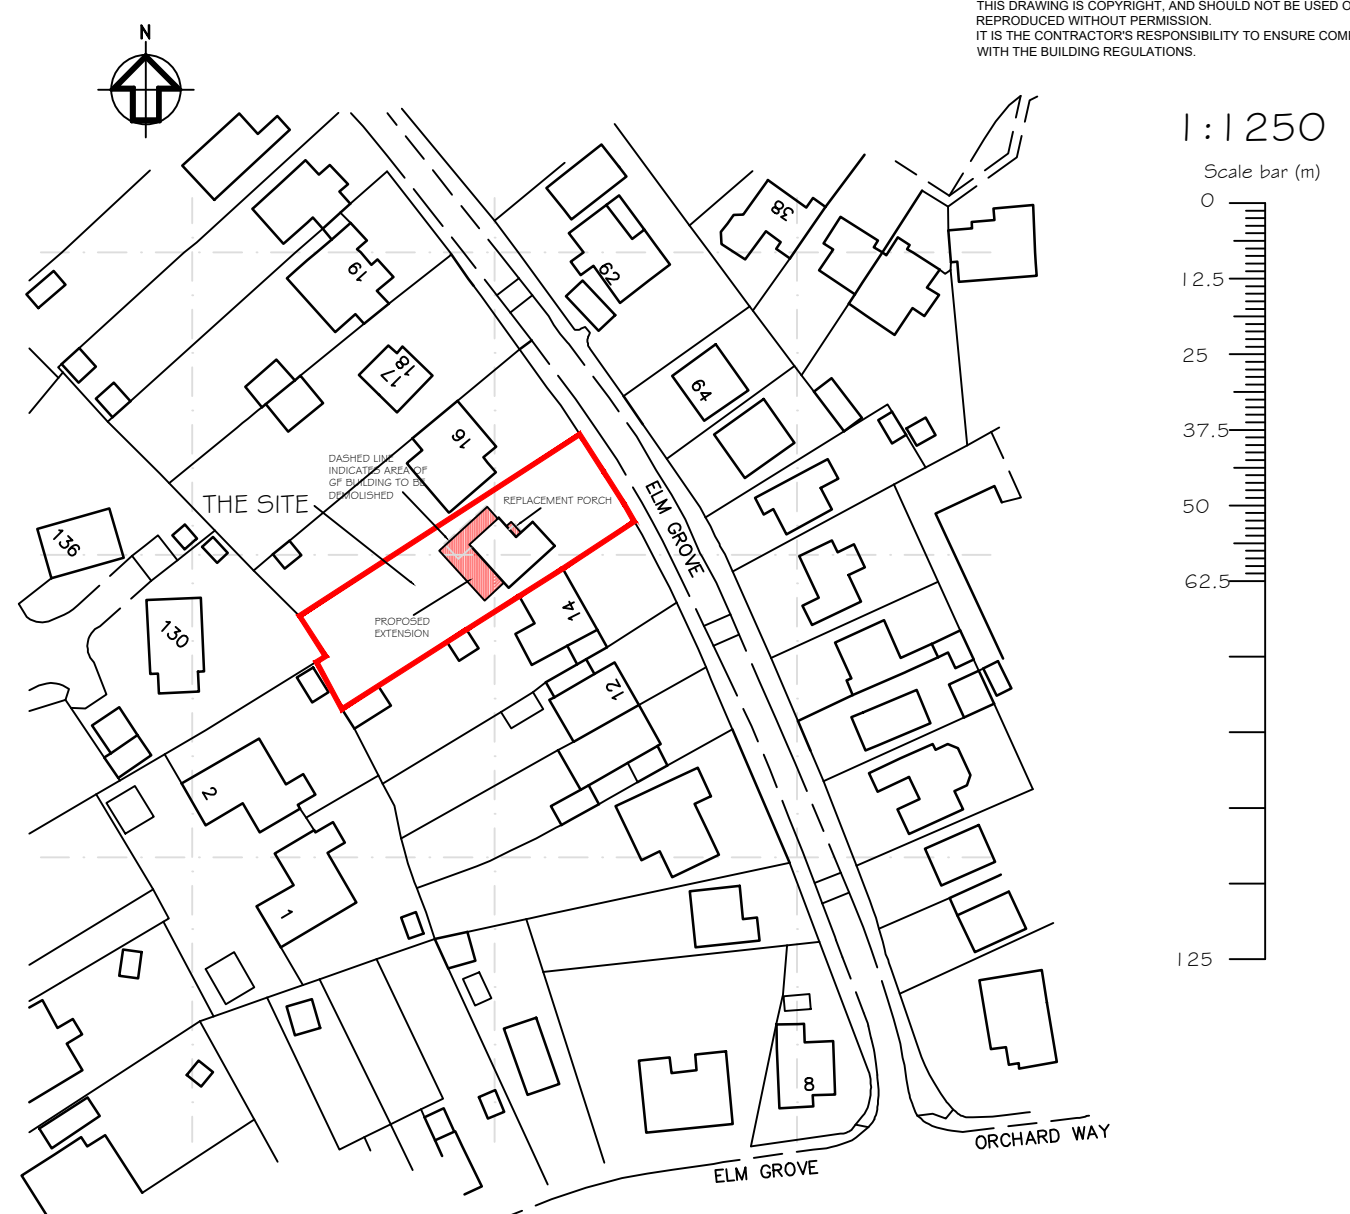 THIS DRAWING IS COPYRIGHT, AND SHOULD NOT BE USED O
REPRODUCED WITHOUT PERMISSION.
IT IS THE CONTRACTOR'S RESPONSIBILITY TO ENSURE COM
WITH THE BUILDING REGULATIONS.
N
1:1250
Scale bar (m)
0
12.5
25
37.5
50
62.5
125
38
62
19
18
17
64
16
DASHED LINE
INDICATES AREA OF
GF BUILDING TO BE
DEMOLISHED
THE SITE
REPLACEMENT PORCH
ELM GROVE
136
130
14
PROPOSED
EXTENSION
12
2
1
8
ORCHARD WAY
ELM GROVE